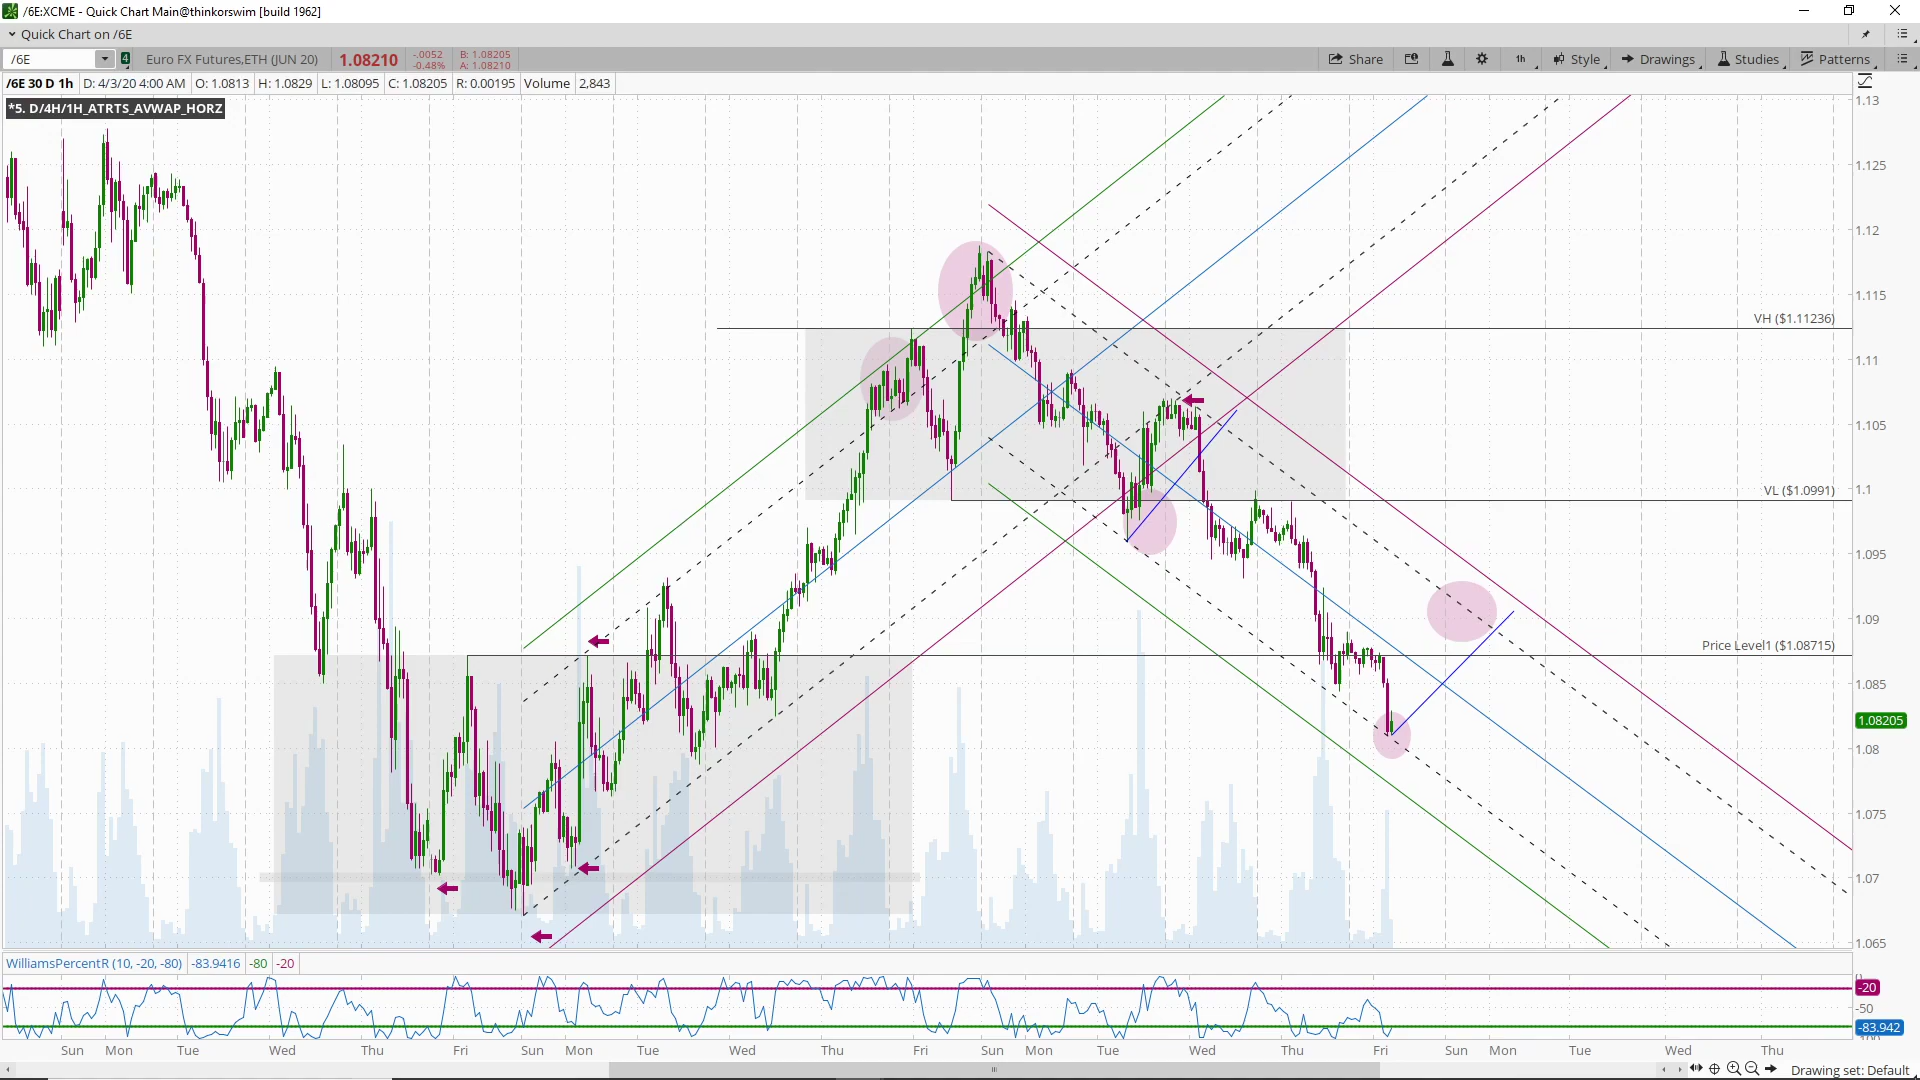 /6E:XCME - Quick Chart Main@thinkorswim [build 1962]
Quick Chart on /6E
/6E 4 Euro FX Futures,ETH (JUN 20) 1.08210 -.0052 -0.48% B: 1.08205 A: 1.08210 Share 1h Style Drawings Studies Patterns
/6E 30 D 1h D: 4/3/20 4:00 AM O: 1.0813 H: 1.0829 L: 1.08095 C: 1.08205 R: 0.00195 Volume 2,843
*5. D/4H/1H_ATRTS_AVWAP_HORZ
1.13
1.125
1.12
1.115
VH ($1.11236)
1.11
1.105
VL ($1.0991)
1.1
1.095
1.09
Price Level1 ($1.08715)
1.085
1.08205
1.08
1.075
1.07
1.065
WilliamsPercentR (10, -20, -80) -83.9416 -80 -20
0
-20
-50
-83.942
-100
Sun Mon Tue Wed Thu Fri Sun Mon Tue Wed Thu Fri Sun Mon Tue Wed Thu Fri Sun Mon Tue Wed Thu
Drawing set: Default